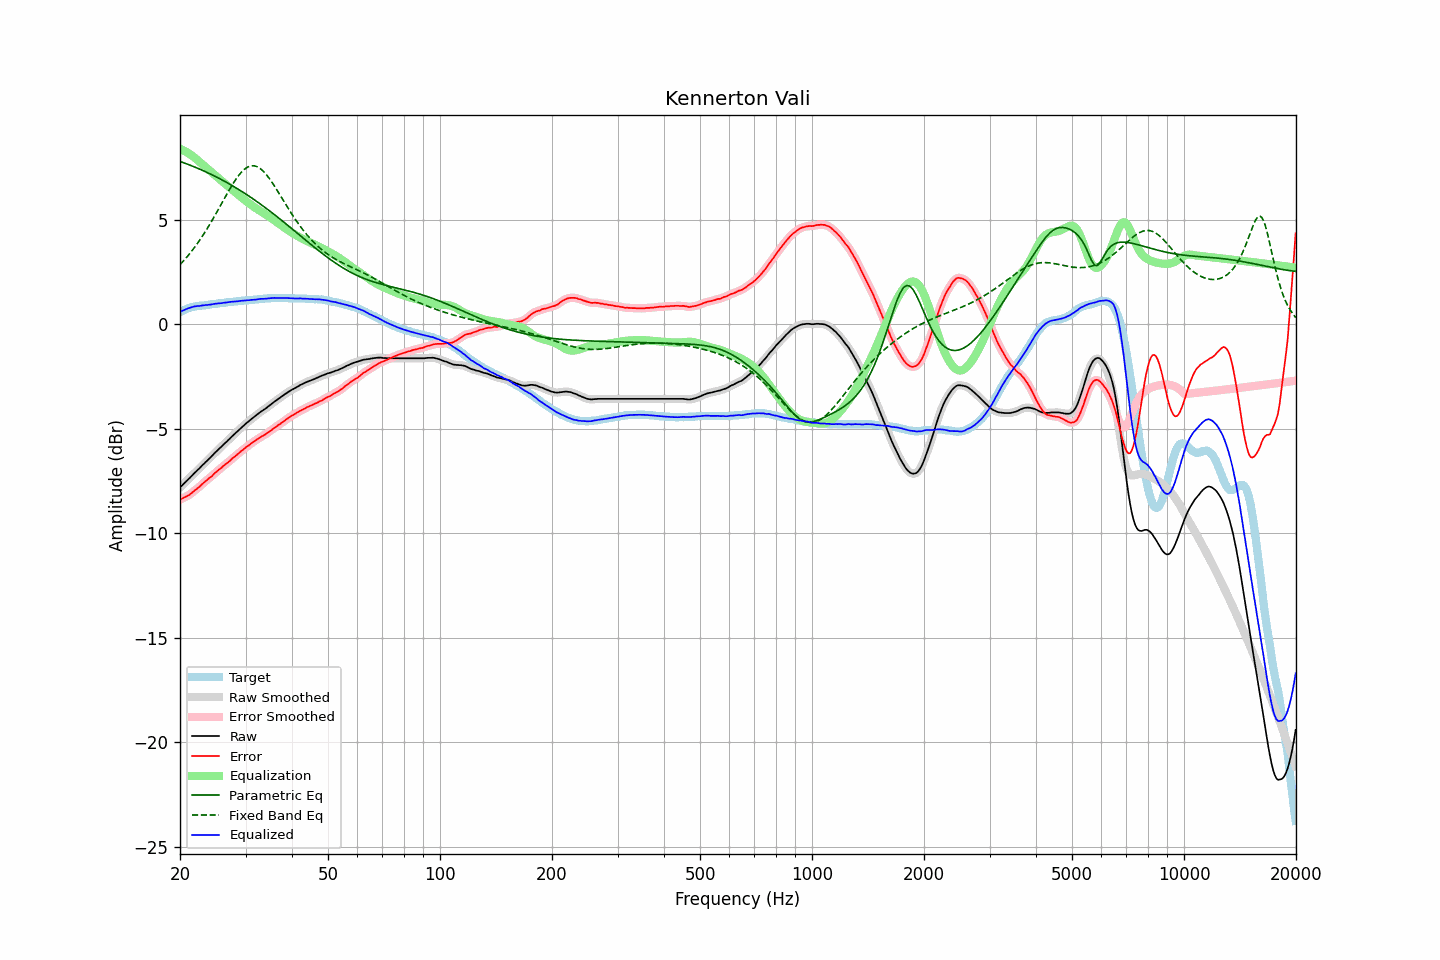 Kennerton Vali
Amplitude (dBr)
5
0
−5
−10
−15
−20
−25
Target
Raw Smoothed
Error Smoothed
Raw
Error
Equalization
Parametric Eq
Fixed Band Eq
Equalized
20 50 100 200 500 1000 2000 5000 10000 20000
Frequency (Hz)